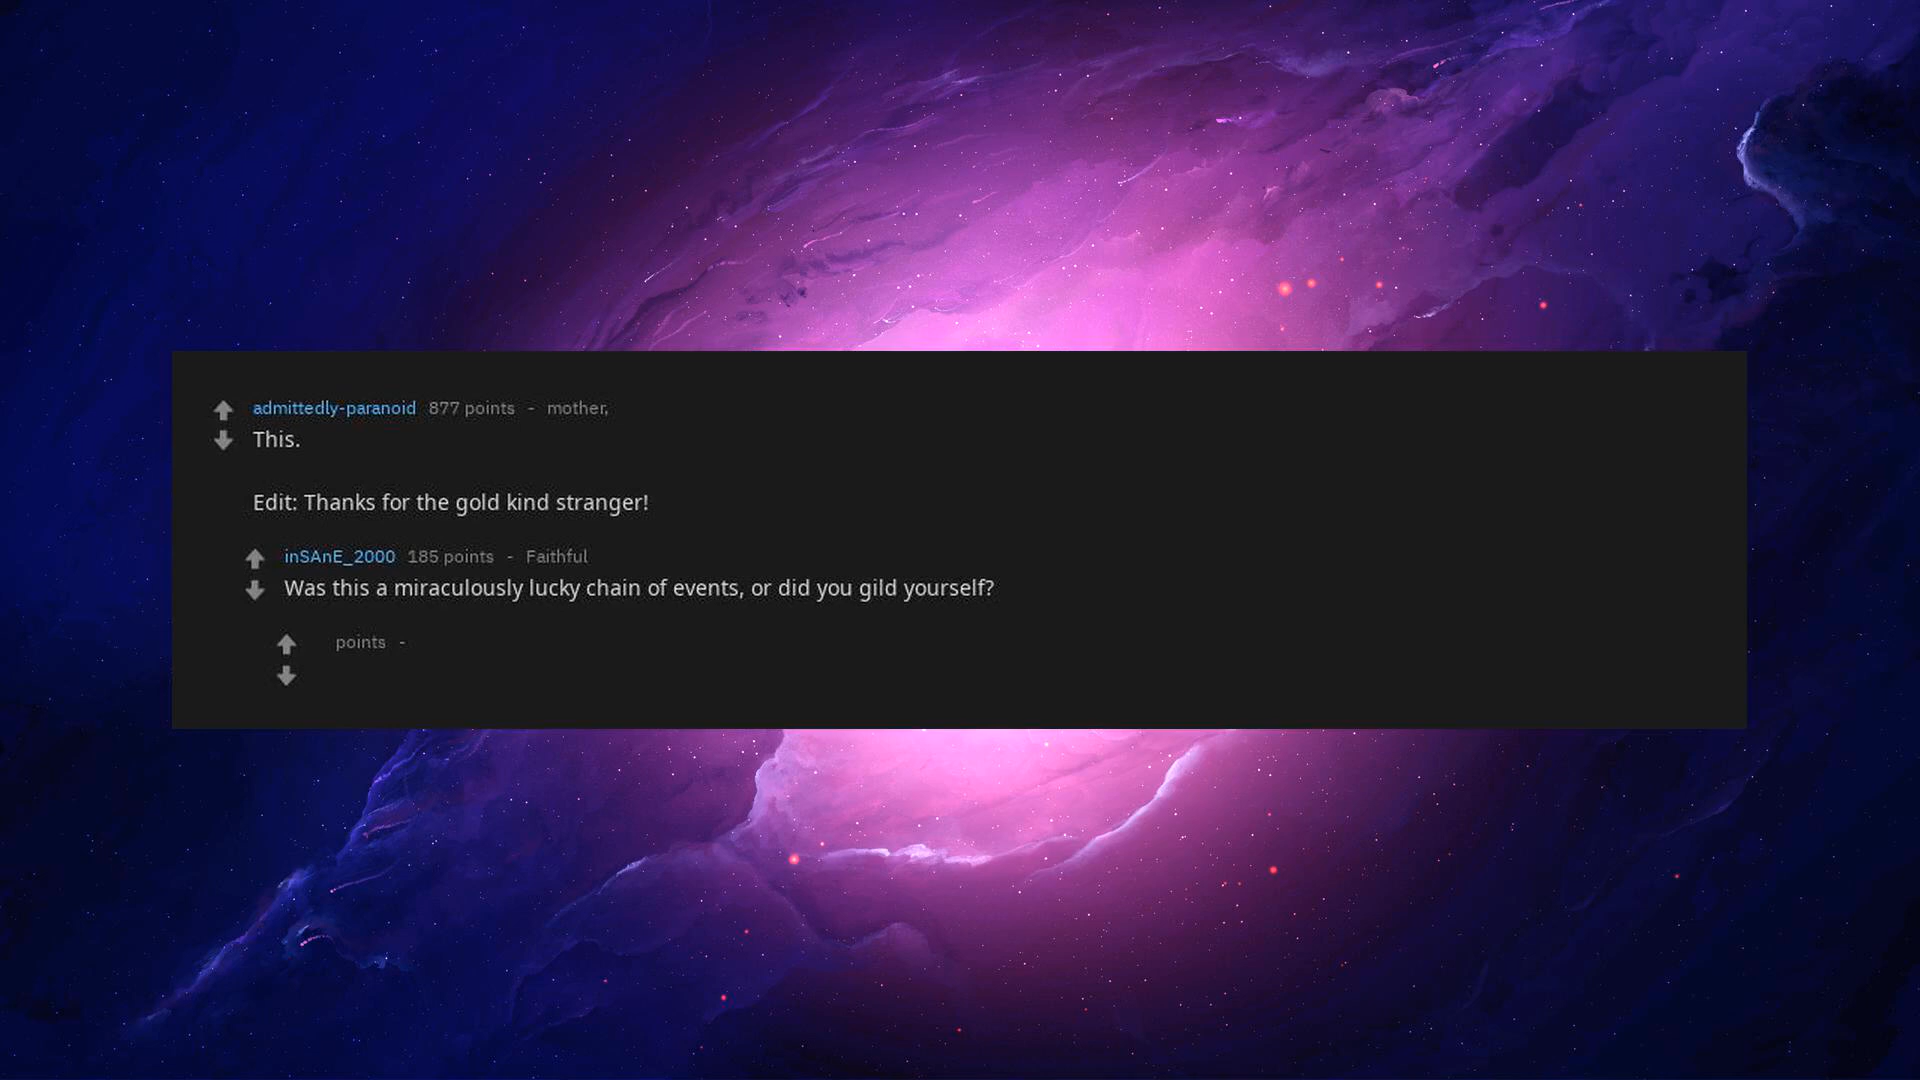 admittedly-paranoid 877 points - mother,
This.
Edit: Thanks for the gold kind stranger!
inSAnE_2000 185 points - Faithful
Was this a miraculously lucky chain of events, or did you gild yourself?
points -